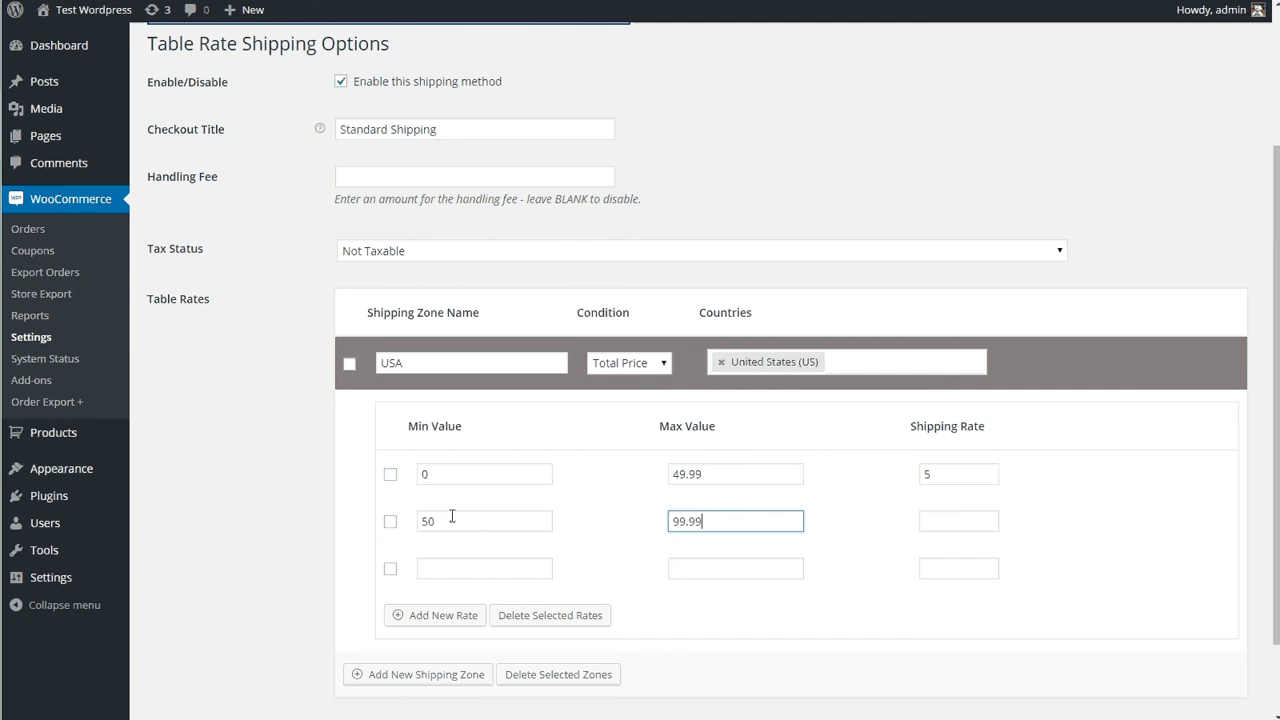 Test Wordpress 3 0 New Howdy, admin
Dashboard
Posts
Media
Pages
Comments
WooCommerce
Orders
Coupons
Export Orders
Store Export
Reports
Settings
System Status
Add-ons
Order Export +
Products
Appearance
Plugins
Users
Tools
Settings
Collapse menu
Table Rate Shipping Options
Enable/Disable Enable this shipping method
Checkout Title ? Standard Shipping
Handling Fee
Enter an amount for the handling fee - leave BLANK to disable.
Tax Status Not Taxable
Table Rates
Shipping Zone Name Condition Countries
USA Total Price × United States (US)
Min Value Max Value Shipping Rate
0 49.99 5
50 99.99
Add New Rate Delete Selected Rates
Add New Shipping Zone Delete Selected Zones